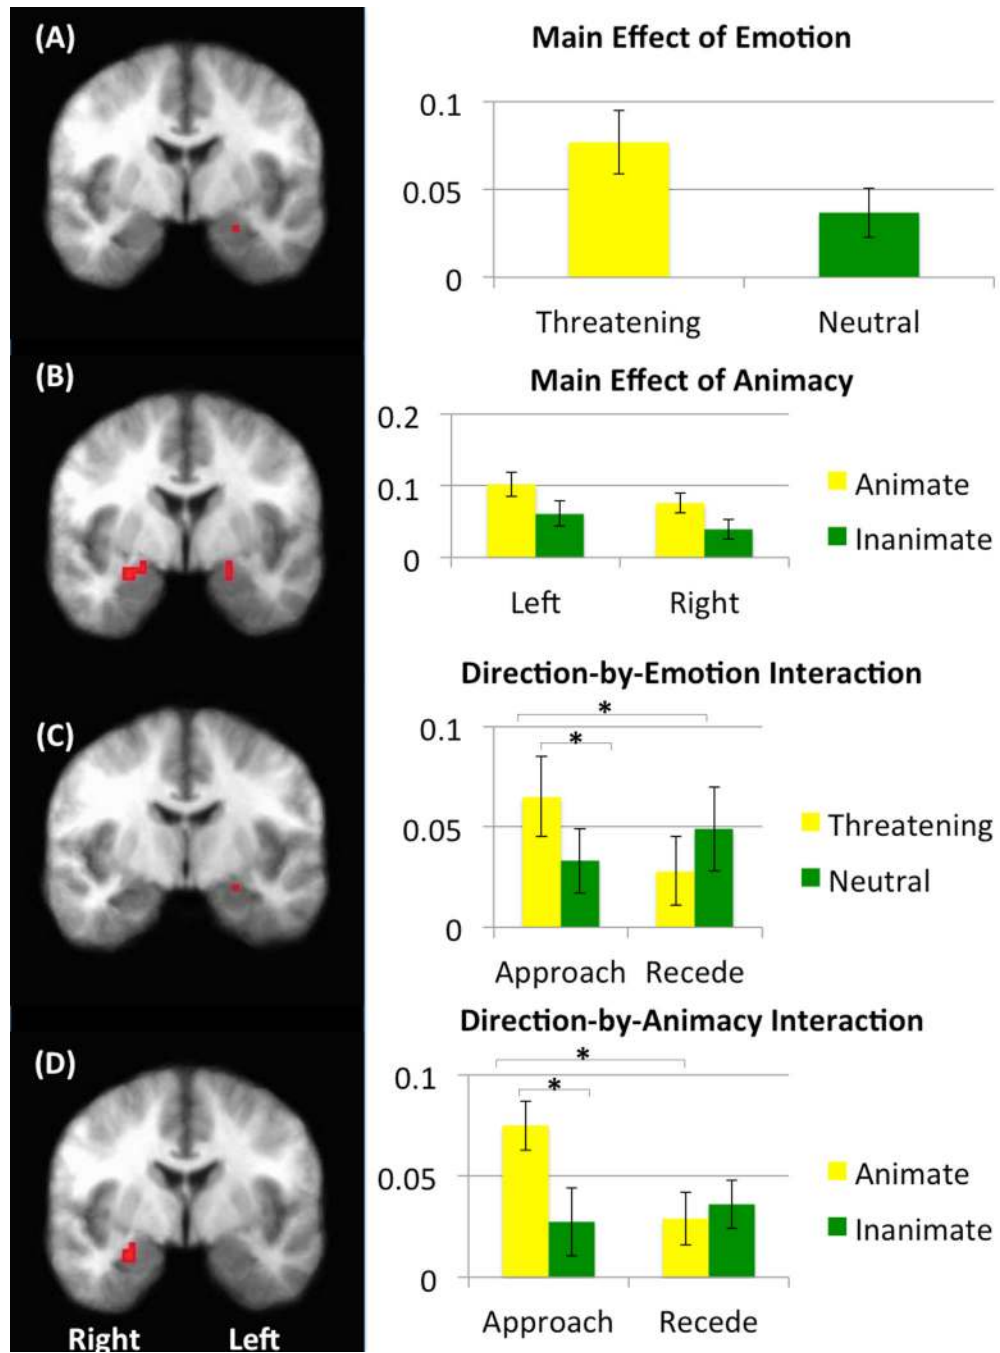 (A)
Main Effect of Emotion
0.1
0.05
0
Threatening Neutral
(B)
Main Effect of Animacy
0.2
0.1
0
Animate
Inanimate
Left Right
(C)
Direction-by-Emotion Interaction
*
*
0.1
0.05
0
Threatening
Neutral
Approach Recede
(D)
Direction-by-Animacy Interaction
*
*
0.1
0.05
0
Animate
Inanimate
Approach Recede
Right Left